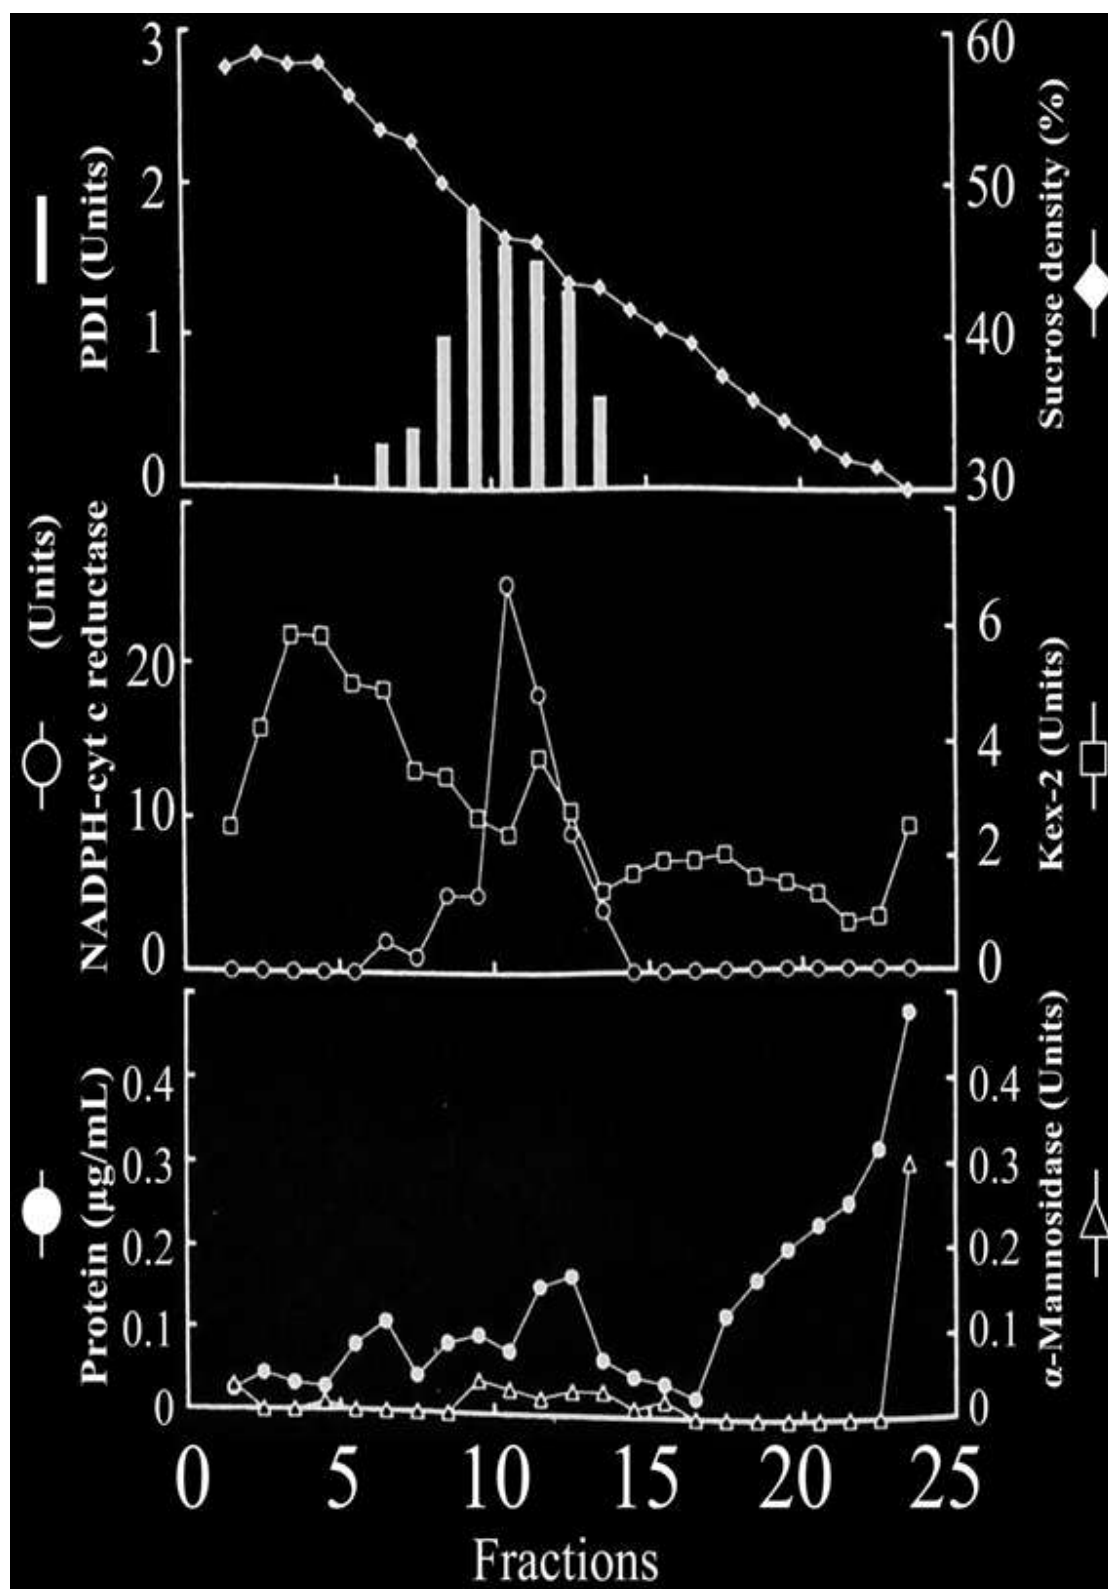 3
2
1
0
PDI (Units)
60
50
40
30
Sucrose density (%)
(Units)
NADPH-cyt c reductase
20
10
0
6
4
2
0
Kex-2 (Units)
Protein (µg/mL)
0.4
0.3
0.2
0.1
0
0.4
0.3
0.2
0.1
0
α-Mannosidase (Units)
0 5 10 15 20 25
Fractions